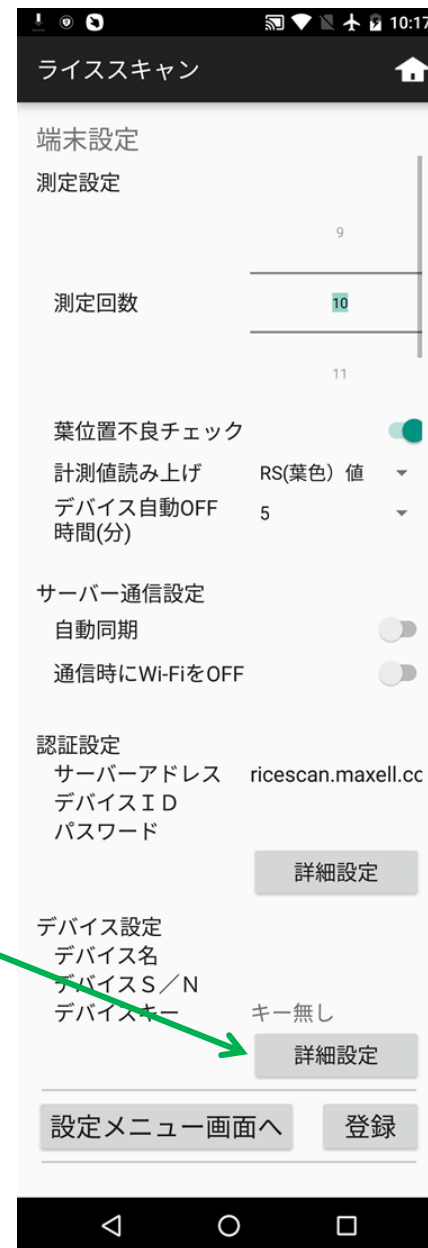 10:17
ライススキャン
端末設定
測定設定
9
測定回数 10
11
葉位置不良チェック
計測値読み上げ RS(葉色）値
デバイス自動OFF
時間(分) 5
サーバー通信設定
自動同期
通信時にWi-FiをOFF
認証設定
サーバーアドレス ricescan.maxell.cc
デバイスＩＤ
パスワード
詳細設定
デバイス設定
デバイス名
デバイスＳ／Ｎ
デバイスキー キー無し
詳細設定
設定メニュー画面へ 登録